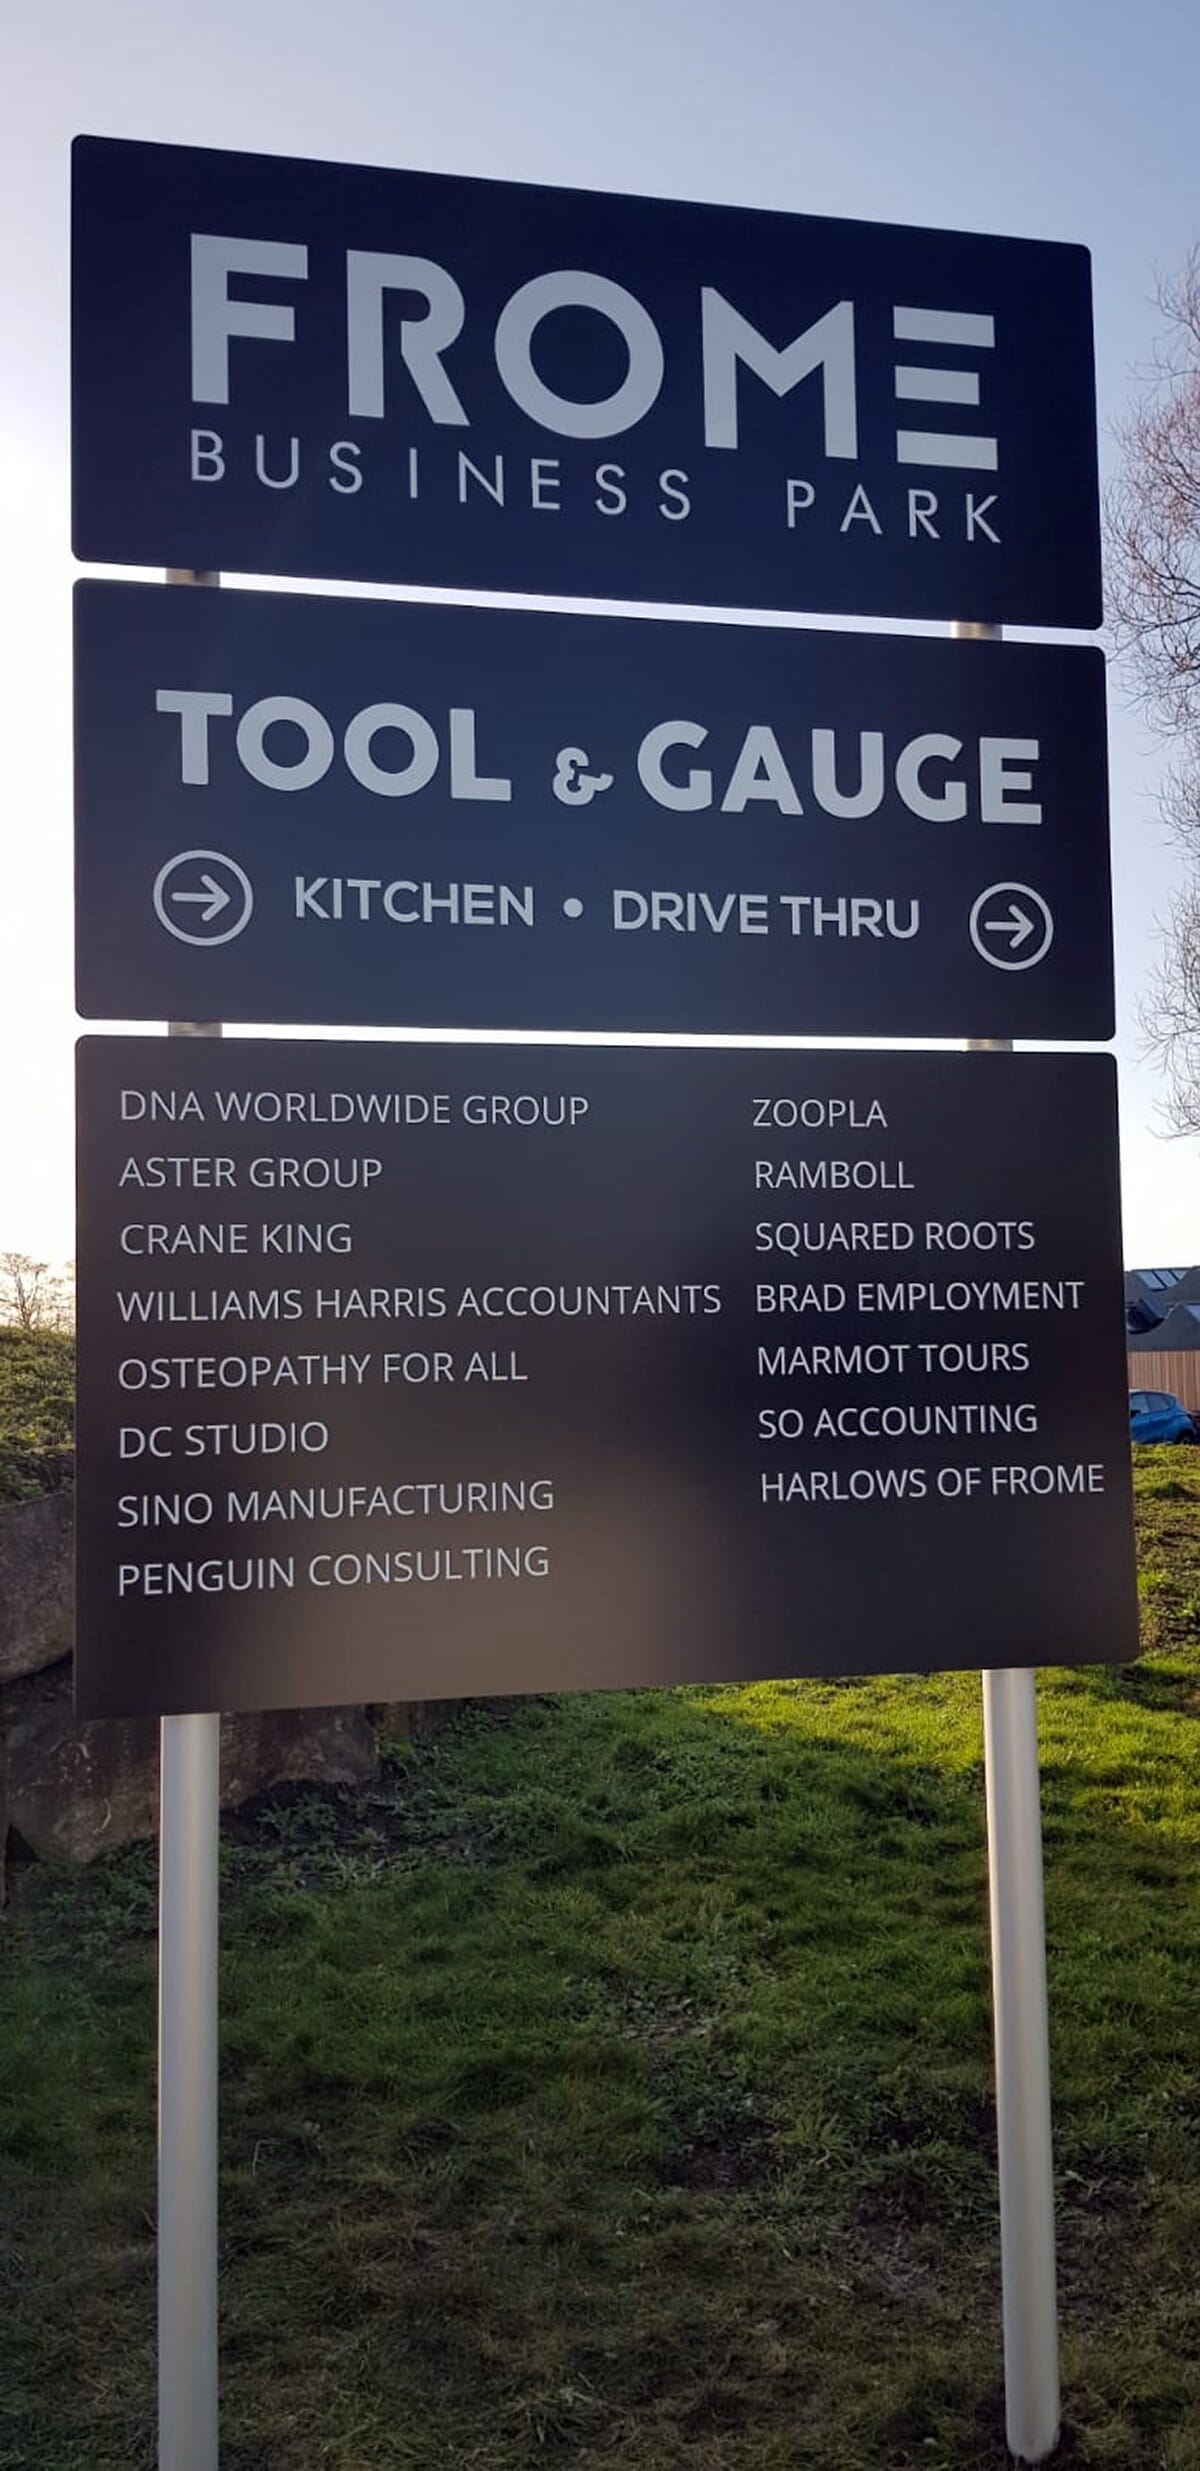 FROME
BUSINESS PARK
TOOL & GAUGE
KITCHEN • DRIVE THRU
DNA WORLDWIDE GROUP
ASTER GROUP
CRANE KING
WILLIAMS HARRIS ACCOUNTANTS
OSTEOPATHY FOR ALL
DC STUDIO
SINO MANUFACTURING
PENGUIN CONSULTING
ZOOPLA
RAMBOLL
SQUARED ROOTS
BRAD EMPLOYMENT
MARMOT TOURS
SO ACCOUNTING
HARLOWS OF FROME